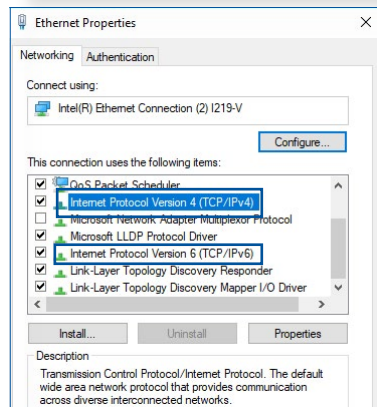 Ethernet Properties
Networking Authentication
Connect using:
Intel(R) Ethernet Connection (2) I219-V
Configure...
This connection uses the following items:
QoS Packet Scheduler
Internet Protocol Version 4 (TCP/IPv4)
Microsoft Network Adapter Multiplexor Protocol
Microsoft LLDP Protocol Driver
Internet Protocol Version 6 (TCP/IPv6)
Link-Layer Topology Discovery Responder
Link-Layer Topology Discovery Mapper I/O Driver
Install... Uninstall Properties
Description
Transmission Control Protocol/Internet Protocol. The default
wide area network protocol that provides communication
across diverse interconnected networks.